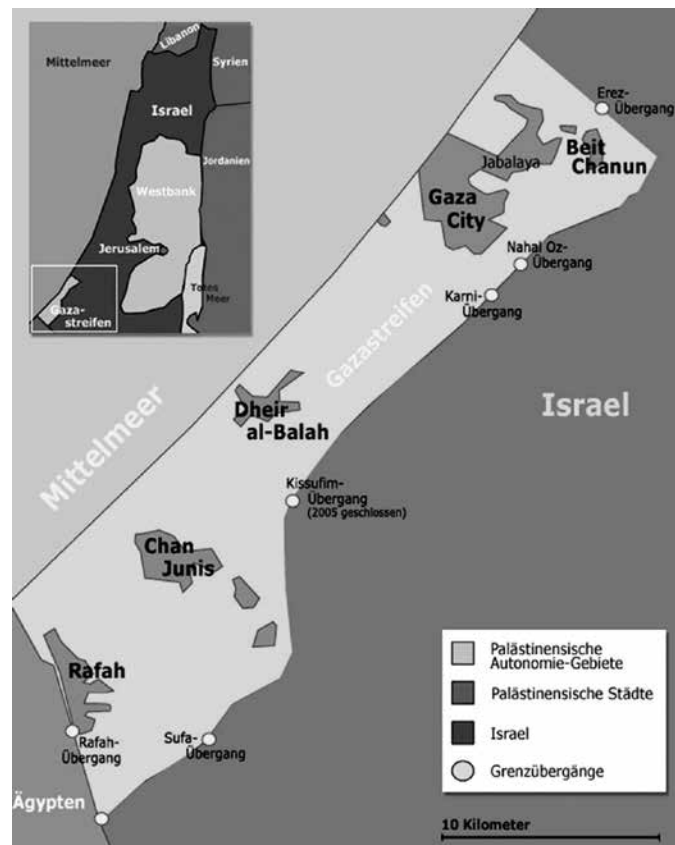 Libanon
Mittelmeer
Syrien
Israel
Jordanien
Westbank
Jerusalem
Totes
Meer
Gaza-
streifen
Erez-
Übergang
Beit
Chanun
Jabalaya
Gaza
City
Nahal Oz-
Übergang
Karni-
Übergang
Gazastreifen
Israel
Mittelmeer
Dheir
al-Balah
Kissufim-
Übergang
(2005 geschlossen)
Chan
Junis
Rafah
Rafah-
Übergang
Sufa-
Übergang
Ägypten
Palästinensische
Autonomie-Gebiete
Palästinensische Städte
Israel
Grenzübergänge
10 Kilometer